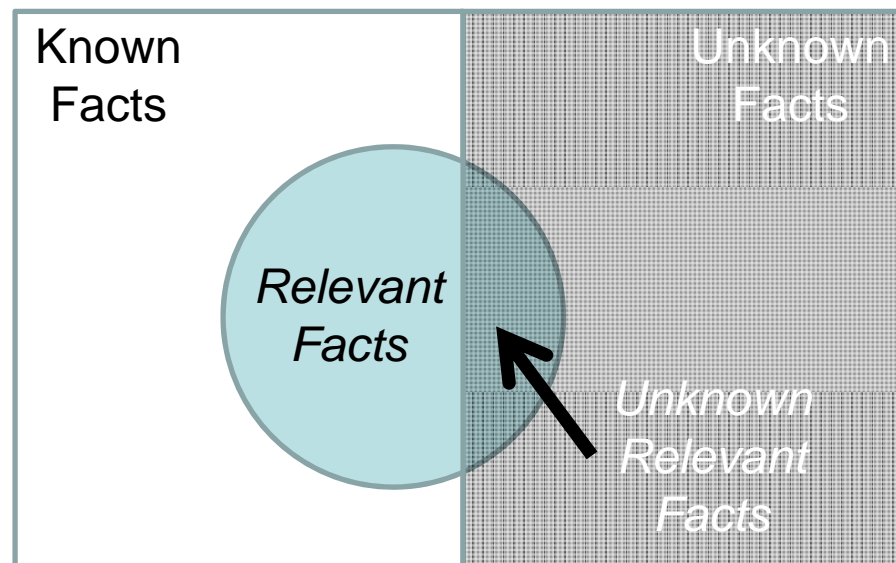 Known
Facts
Unknown
Facts
Relevant
Facts
Unknown
Relevant
Facts